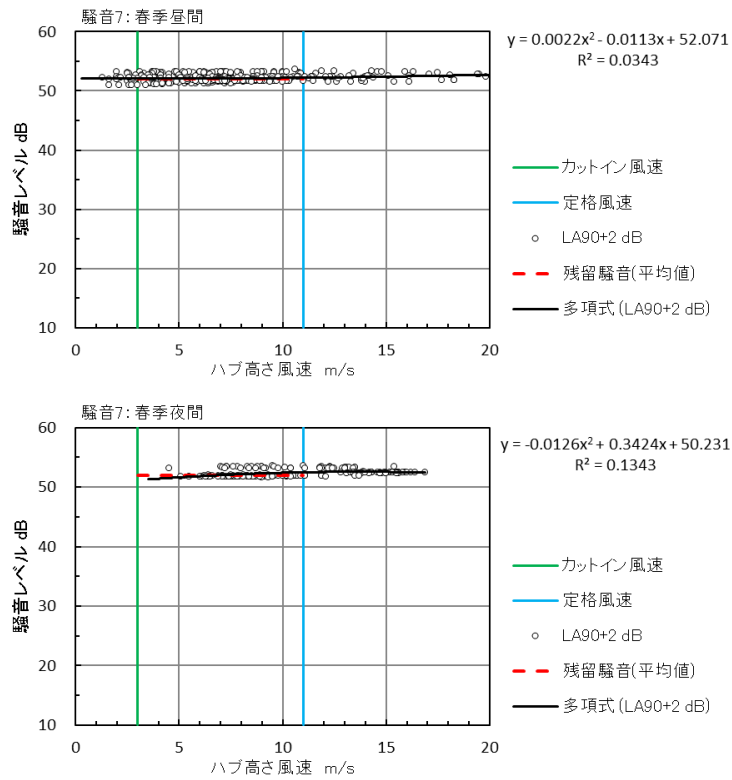 騒音7：春季昼間
y = 0.0022x² - 0.0113x + 52.071
R² = 0.0343
60
50
40
30
20
10
騒音レベル dB
0 5 10 15 20
ハブ高さ風速 m/s
カットイン風速
定格風速
LA90+2 dB
残留騒音(平均値)
多項式 (LA90+2 dB)
騒音7：春季夜間
y = -0.0126x² + 0.3424x + 50.231
R² = 0.1343
60
50
40
30
20
10
騒音レベル dB
0 5 10 15 20
ハブ高さ風速 m/s
カットイン風速
定格風速
LA90+2 dB
残留騒音(平均値)
多項式 (LA90+2 dB)